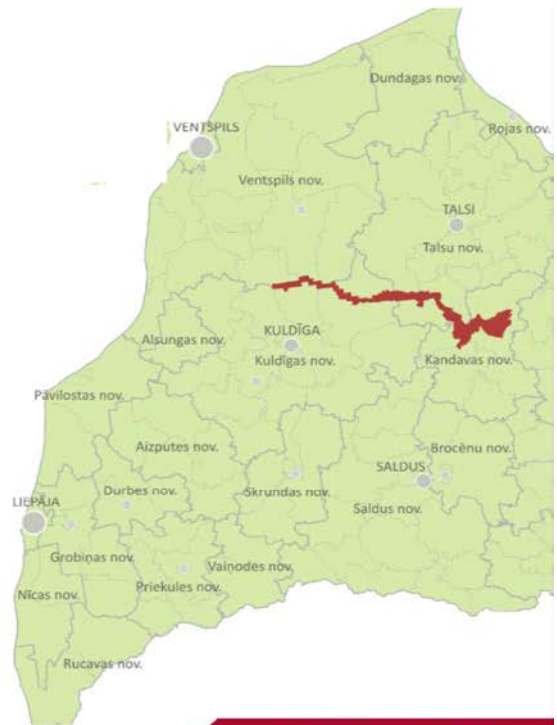 Dundagas nov.
VENTSPILS
Rojas nov.
Ventspils nov.
TALSI
Talsu nov.
KULDĪGA
Alsungas nov.
Kuldīgas nov.
Kandavas nov.
Pāvilostas nov.
Aizputes nov.
Brocēnu nov.
SALDUS
Durbes nov.
Skrundas nov.
Saldus nov.
LIEPĀJA
Grobiņas nov.
Vaiņodes nov.
Priekules nov.
Nīcas nov.
Rucavas nov.